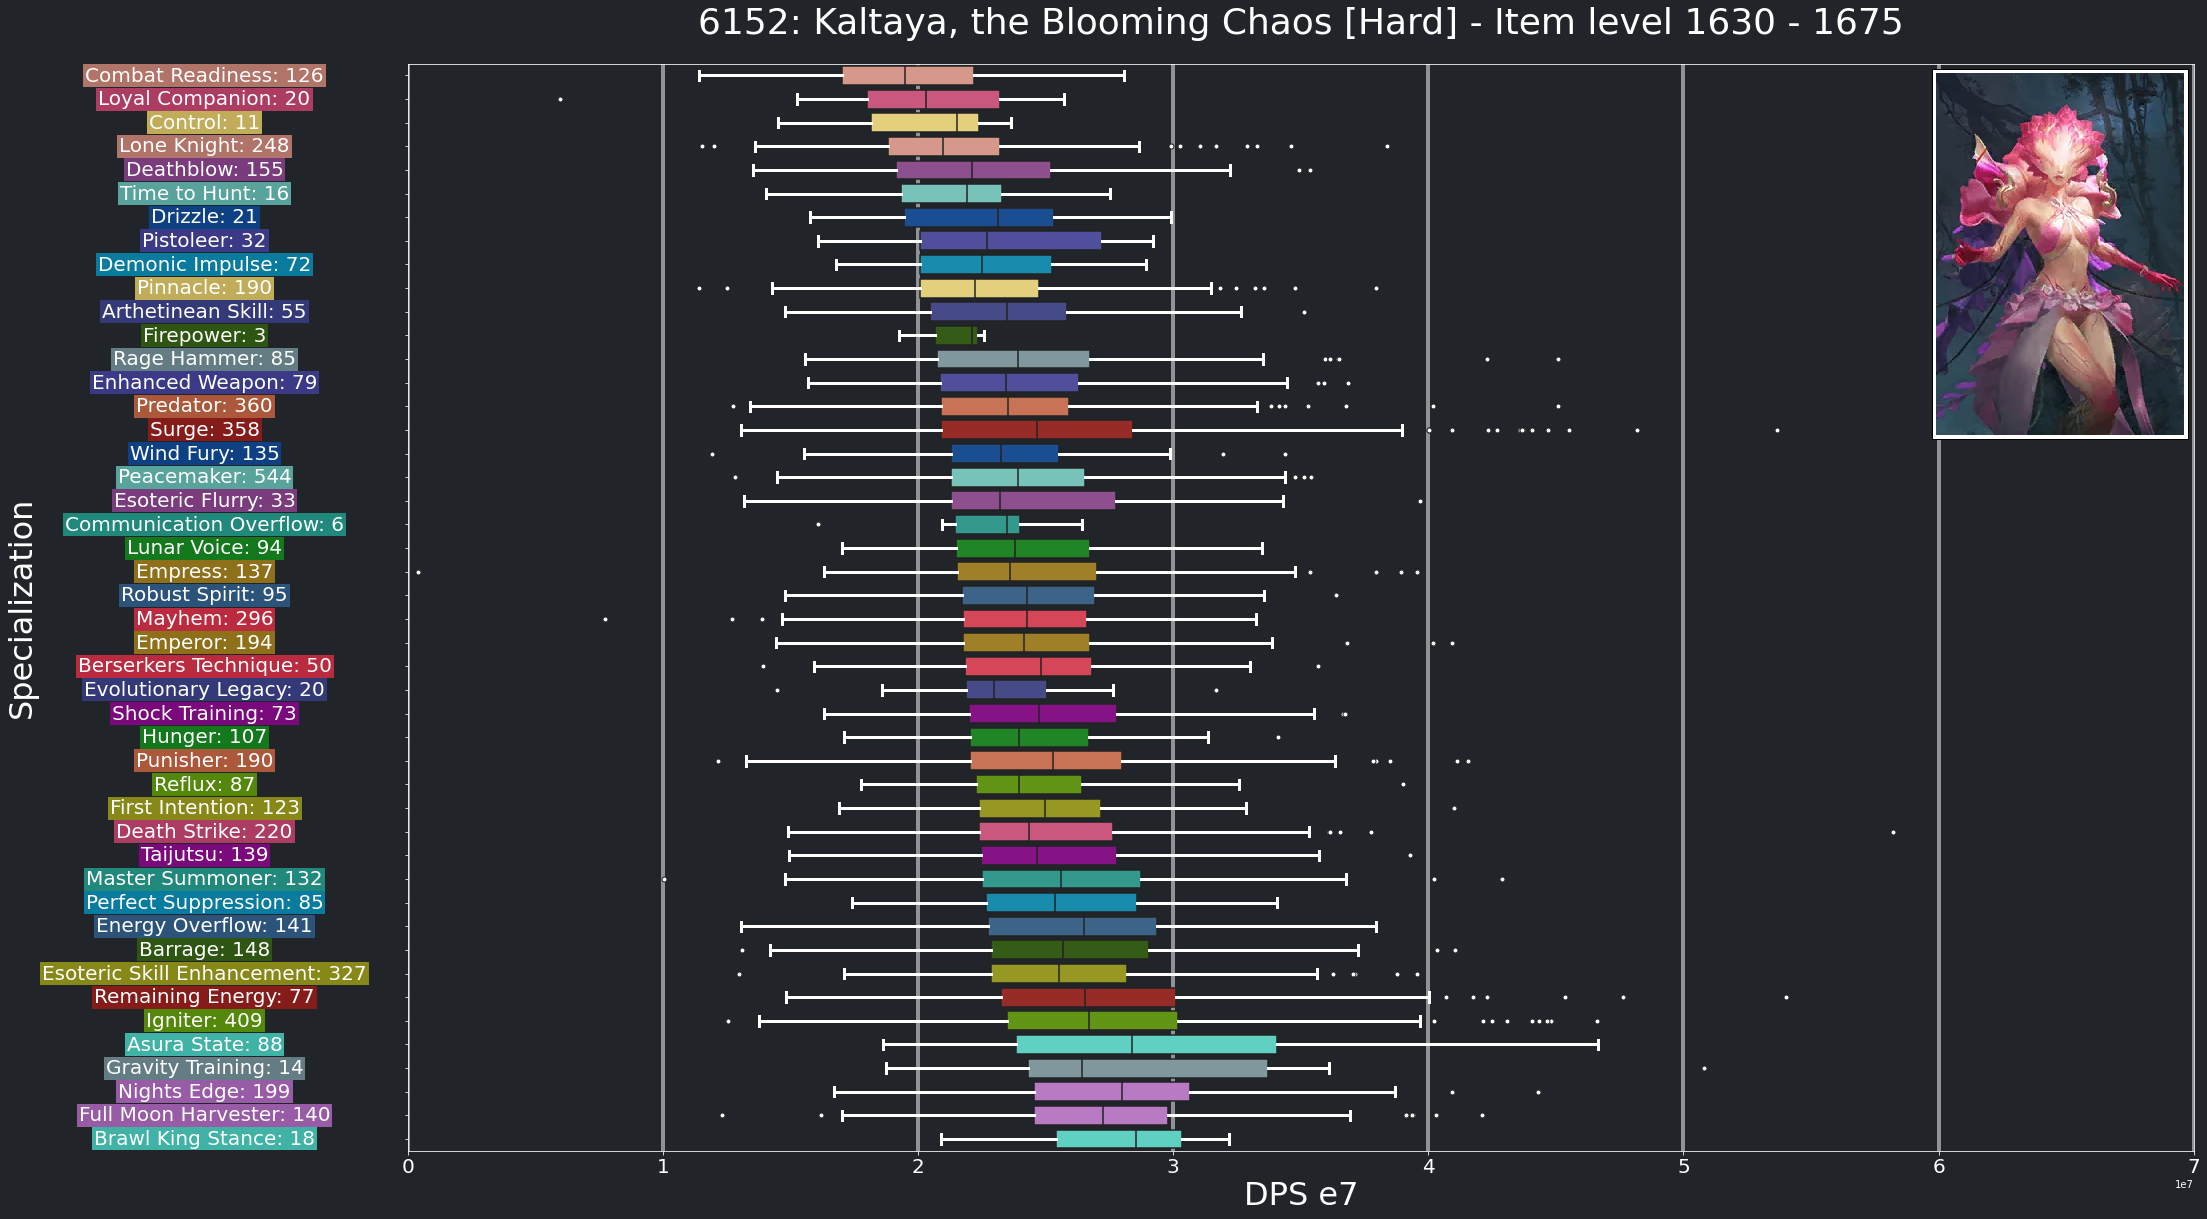 6152: Kaltaya, the Blooming Chaos [Hard] - Item level 1630 - 1675
Specialization
Combat Readiness: 126
Loyal Companion: 20
Control: 11
Lone Knight: 248
Deathblow: 155
Time to Hunt: 16
Drizzle: 21
Pistoleer: 32
Demonic Impulse: 72
Pinnacle: 190
Arthetinean Skill: 55
Firepower: 3
Rage Hammer: 85
Enhanced Weapon: 79
Predator: 360
Surge: 358
Wind Fury: 135
Peacemaker: 544
Esoteric Flurry: 33
Communication Overflow: 6
Lunar Voice: 94
Empress: 137
Robust Spirit: 95
Mayhem: 296
Emperor: 194
Berserkers Technique: 50
Evolutionary Legacy: 20
Shock Training: 73
Hunger: 107
Punisher: 190
Reflux: 87
First Intention: 123
Death Strike: 220
Taijutsu: 139
Master Summoner: 132
Perfect Suppression: 85
Energy Overflow: 141
Barrage: 148
Esoteric Skill Enhancement: 327
Remaining Energy: 77
Igniter: 409
Asura State: 88
Gravity Training: 14
Nights Edge: 199
Full Moon Harvester: 140
Brawl King Stance: 18
0 1 2 3 4 5 6 7
1e7
DPS e7